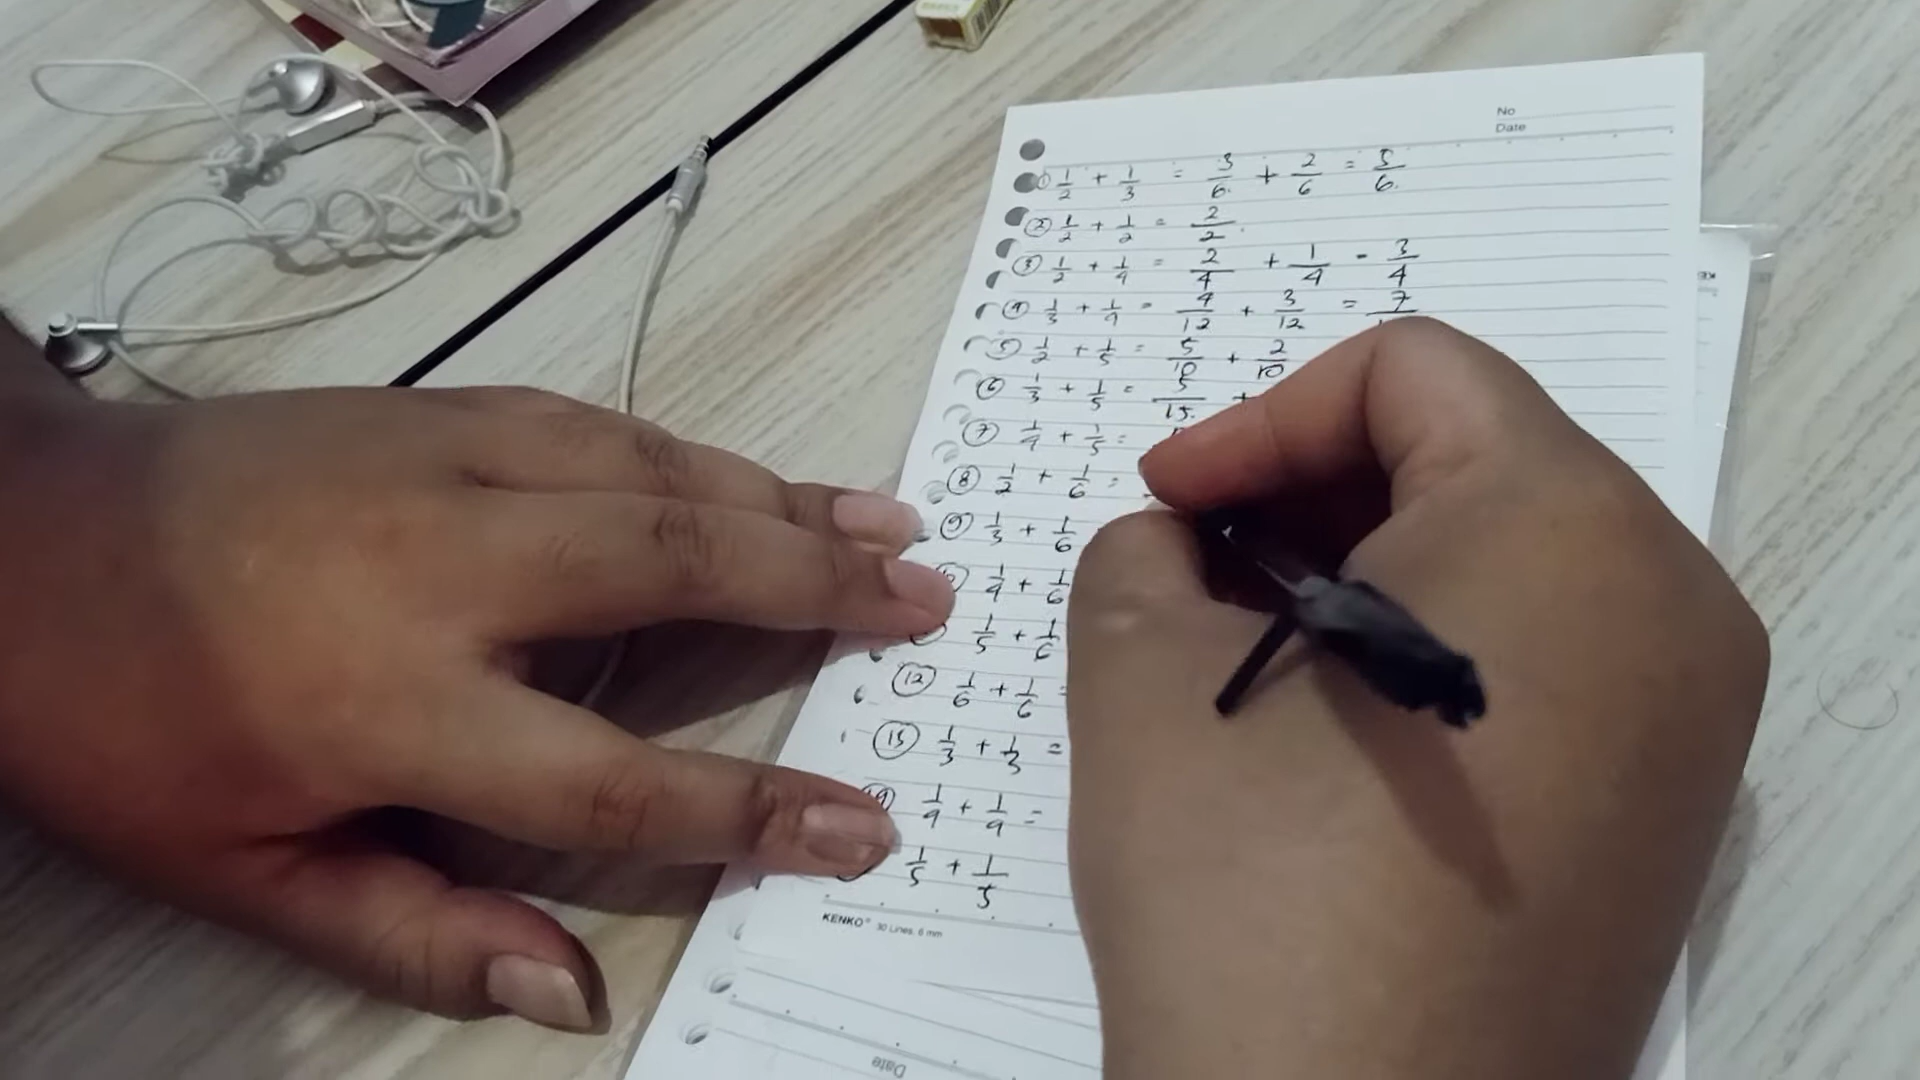 No
Date
① 1/2 + 1/3 = 3/6 + 2/6 = 5/6
② 1/2 + 1/2 = 2/2
③ 1/2 + 1/4 = 2/4 + 1/4 = 3/4
④ 1/3 + 1/4 = 4/12 + 3/12 = 7
⑤ 1/2 + 1/5 = 5/10 + 2/10
⑥ 1/3 + 1/5 = 5/15 +
⑦ 1/4 + 1/5 =
⑧ 1/2 + 1/6 =
⑨ 1/3 + 1/6
1/4 + 1/6
1/5 + 1/6
⑫ 1/6 + 1/6 =
⑬ 1/3 + 1/3 =
1/4 + 1/4 =
1/5 + 1/5
KENKO® 30 Lines, 6 mm
Date